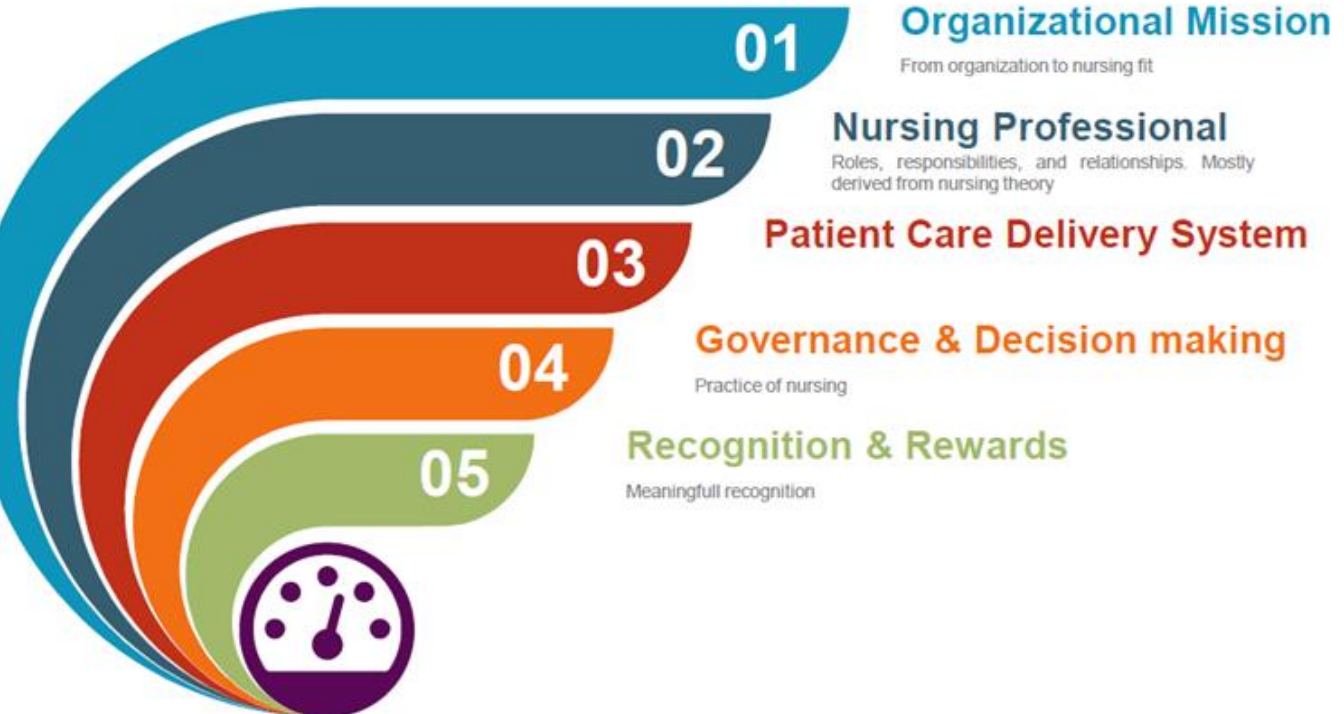 01
Organizational Mission
From organization to nursing fit
02
Nursing Professional
Roles, responsibilities, and relationships. Mostly
derived from nursing theory
03
Patient Care Delivery System
04
Governance & Decision making
Practice of nursing
05
Recognition & Rewards
Meaningfull recognition